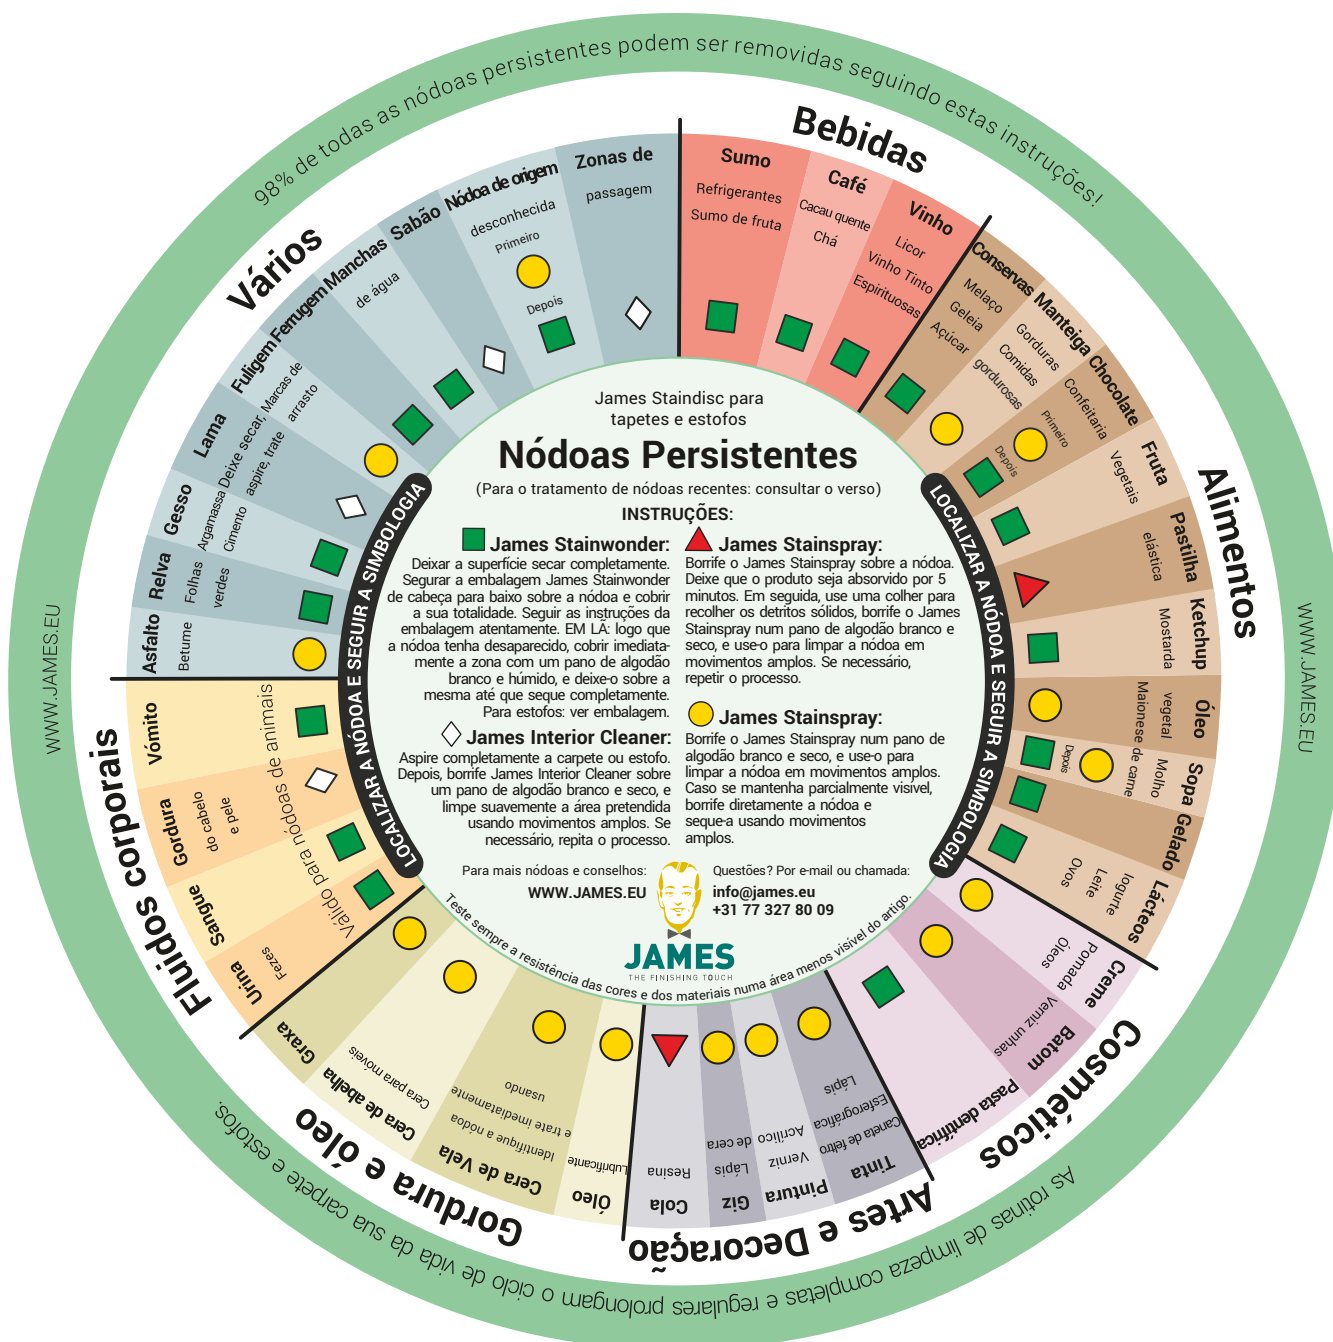 98% de todas as nódoas persistentes podem ser removidas seguindo estas instruções!
WWW.JAMES.EU
WWW.JAMES.EU
As rotinas de limpeza completas e regulares prolongam o ciclo de vida da sua carpete e estofos.
Bebidas
Sumo
Refrigerantes
Sumo de fruta
Café
Cacau quente
Chá
Vinho
Licor
Vinho Tinto
Espirituosas
Alimentos
Conservas
Melaço
Geleia
Açúcar
Manteiga
Gorduras
Comidas
gordurosas
Chocolate
Confeitaria
Primeiro
Depois
Fruta
Vegetais
Pastilha
elástica
Ketchup
Mostarda
Óleo
vegetal
Maionese
Sopa
Molho
de carne
Depois
Gelado
Lácteos
Iogurte
Leite
Ovos
Cosméticos
Creme
Pomada
Óleos
Batom
Verniz unhas
Pasta dentífrica
Artes e Decoração
Tinta
Caneta de feltro
Esferográfica
Lápis
Pintura
Verniz
Acrílico
Giz
Lápis
de cera
Cola
Resina
Gordura e óleo
Óleo
Lubrificante
Cera de Vela
Identifique a nódoa
e trate imediatamente
usando
Cera de abelha
Cera para móveis
Graxa
Fluidos corporais
Urina
Fezes
Sangue
Gordura
do cabelo
e pele
Vómito
Válido para nódoas de animais
Vários
Asfalto
Betume
Relva
Folhas
verdes
Gesso
Argamassa
Cimento
Lama
Deixe secar,
aspire, trate
Fuligem
Marcas de
arrasto
Ferrugem
Manchas
de água
Sabão
Nódoa de origem
desconhecida
Primeiro
Depois
Zonas de
passagem
LOCALIZAR A NÓDOA E SEGUIR A SIMBOLOGIA
LOCALIZAR A NÓDOA E SEGUIR A SIMBOLOGIA
James Staindisc para
tapetes e estofos
Nódoas Persistentes
(Para o tratamento de nódoas recentes: consultar o verso)
INSTRUÇÕES:
James Stainwonder:
Deixar a superfície secar completamente.
Segurar a embalagem James Stainwonder
de cabeça para baixo sobre a nódoa e cobrir
a sua totalidade. Seguir as instruções da
embalagem atentamente. EM LÃ: logo que
a nódoa tenha desaparecido, cobrir imediata-
mente a zona com um pano de algodão
branco e húmido, e deixe-o sobre a
mesma até que seque completamente.
Para estofos: ver embalagem.
James Interior Cleaner:
Aspire completamente a carpete ou estofo.
Depois, borrife James Interior Cleaner sobre
um pano de algodão branco e seco, e
limpe suavemente a área pretendida
usando movimentos amplos. Se
necessário, repita o processo.
James Stainspray:
Borrife o James Stainspray sobre a nódoa.
Deixe que o produto seja absorvido por 5
minutos. Em seguida, use uma colher para
recolher os detritos sólidos, borrife o James
Stainspray num pano de algodão branco e
seco, e use-o para limpar a nódoa em
movimentos amplos. Se necessário,
repetir o processo.
James Stainspray:
Borrife o James Stainspray num pano de
algodão branco e seco, e use-o para
limpar a nódoa em movimentos amplos.
Caso se mantenha parcialmente visível,
borrife diretamente a nódoa e
seque-a usando movimentos
amplos.
Para mais nódoas e conselhos:
WWW.JAMES.EU
Questões? Por e-mail ou chamada:
info@james.eu
+31 77 327 80 09
JAMES
THE FINISHING TOUCH
Teste sempre a resistência das cores e dos materiais numa área menos visível do artigo.